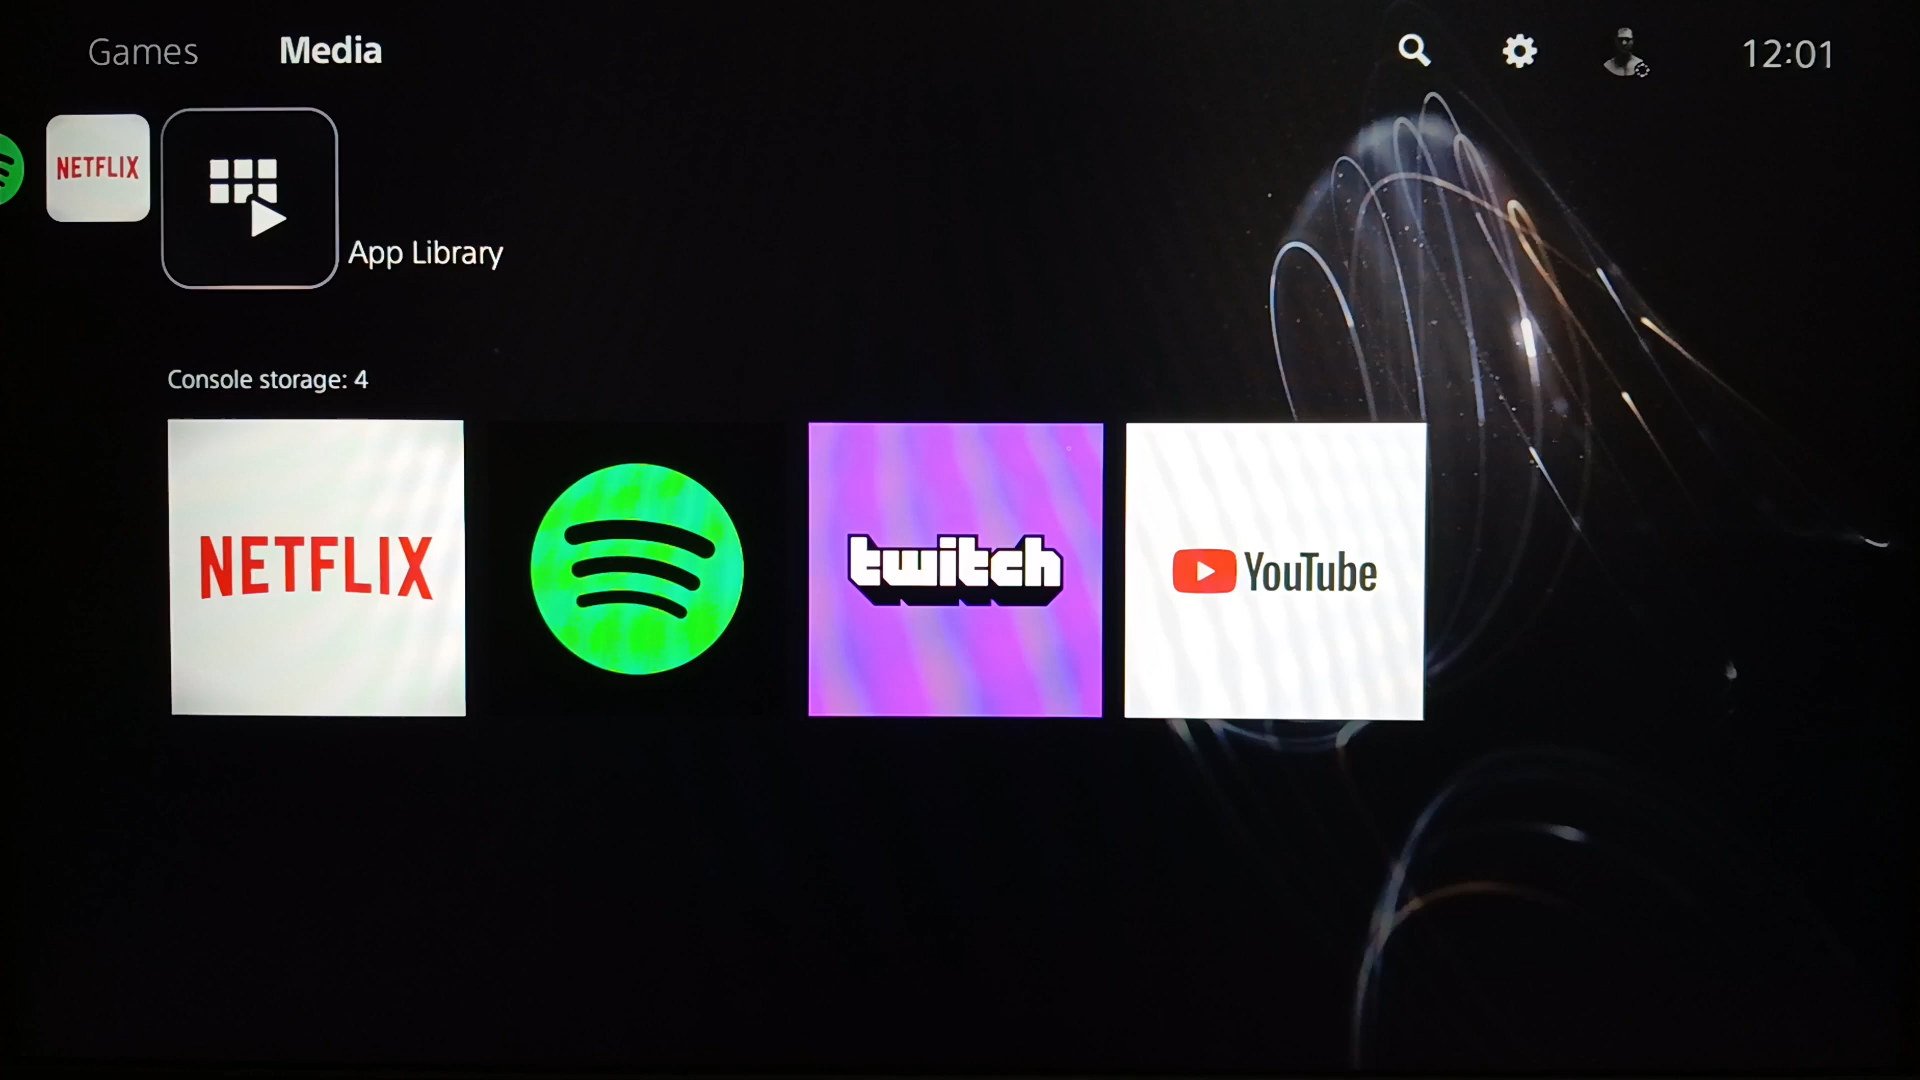 Games Media 12:01
NETFLIX
App Library
Console storage: 4
NETFLIX twitch YouTube